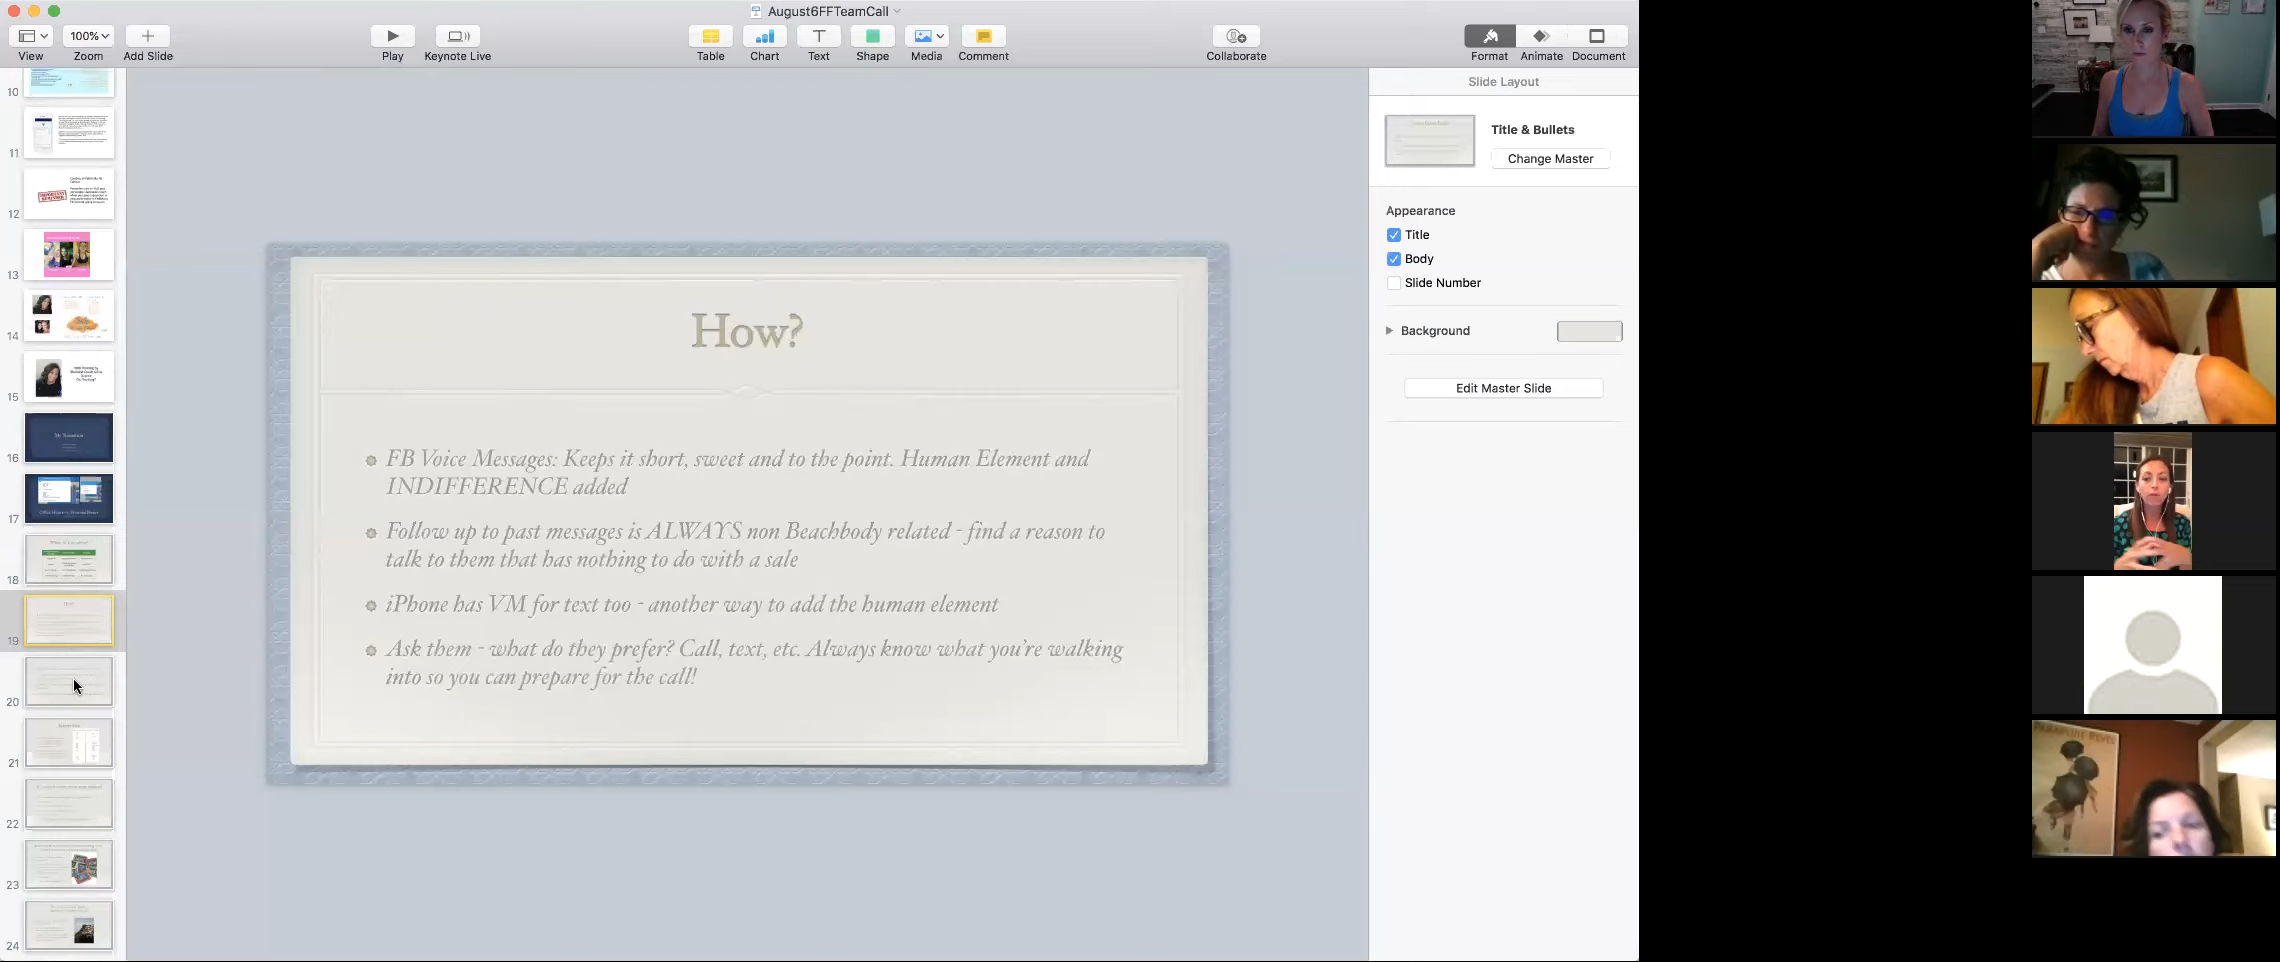 August6FFTeamCall
100%
View
Zoom
Add Slide
Play
Keynote Live
Table
Chart
Text
Shape
Media
Comment
Collaborate
Format
Animate
Document
Slide Layout
Title & Bullets
Change Master
Appearance
Title
Body
Slide Number
Background
Edit Master Slide
10
11
12
13
14
15
16
17
18
19
20
21
22
23
24
How?
FB Voice Messages: Keeps it short, sweet and to the point. Human Element and
INDIFFERENCE added
Follow up to past messages is ALWAYS non Beachbody related - find a reason to
talk to them that has nothing to do with a sale
iPhone has VM for text too - another way to add the human element
Ask them - what do they prefer? Call, text, etc. Always know what you're walking
into so you can prepare for the call!